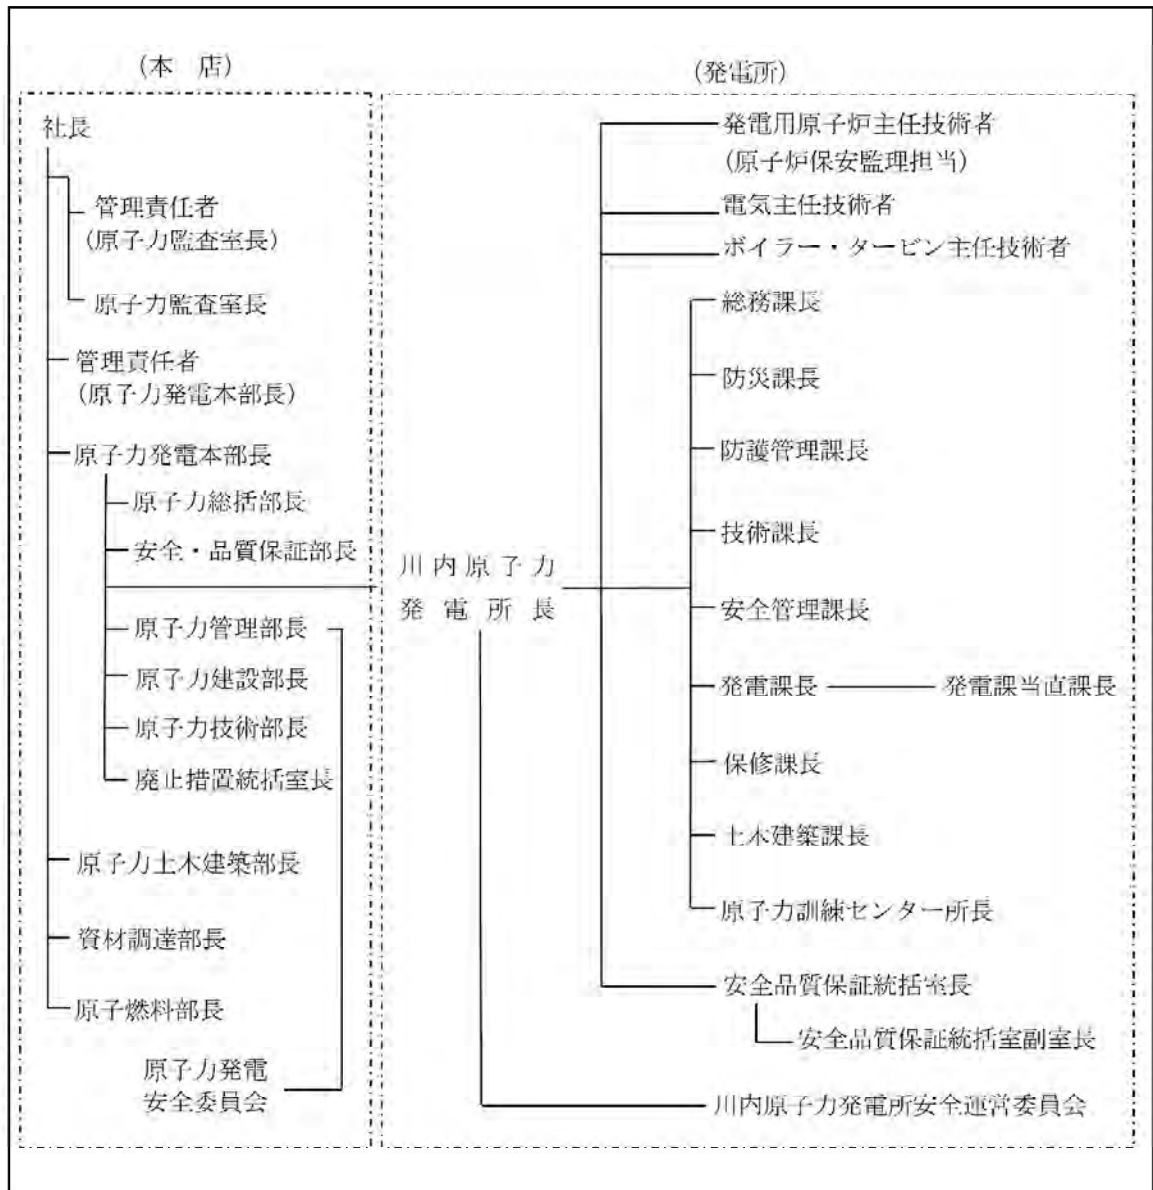 （本　店）
社長
管理責任者
（原子力監査室長）
原子力監査室長
管理責任者
（原子力発電本部長）
原子力発電本部長
原子力総括部長
安全・品質保証部長
原子力管理部長
原子力建設部長
原子力技術部長
廃止措置統括室長
原子力土木建築部長
資材調達部長
原子燃料部長
原子力発電
安全委員会
（発電所）
川内原子力
発電所長
発電用原子炉主任技術者
（原子炉保安監理担当）
電気主任技術者
ボイラー・タービン主任技術者
総務課長
防災課長
防護管理課長
技術課長
安全管理課長
発電課長
発電課当直課長
保修課長
土木建築課長
原子力訓練センター所長
安全品質保証統括室長
安全品質保証統括室副室長
川内原子力発電所安全運営委員会